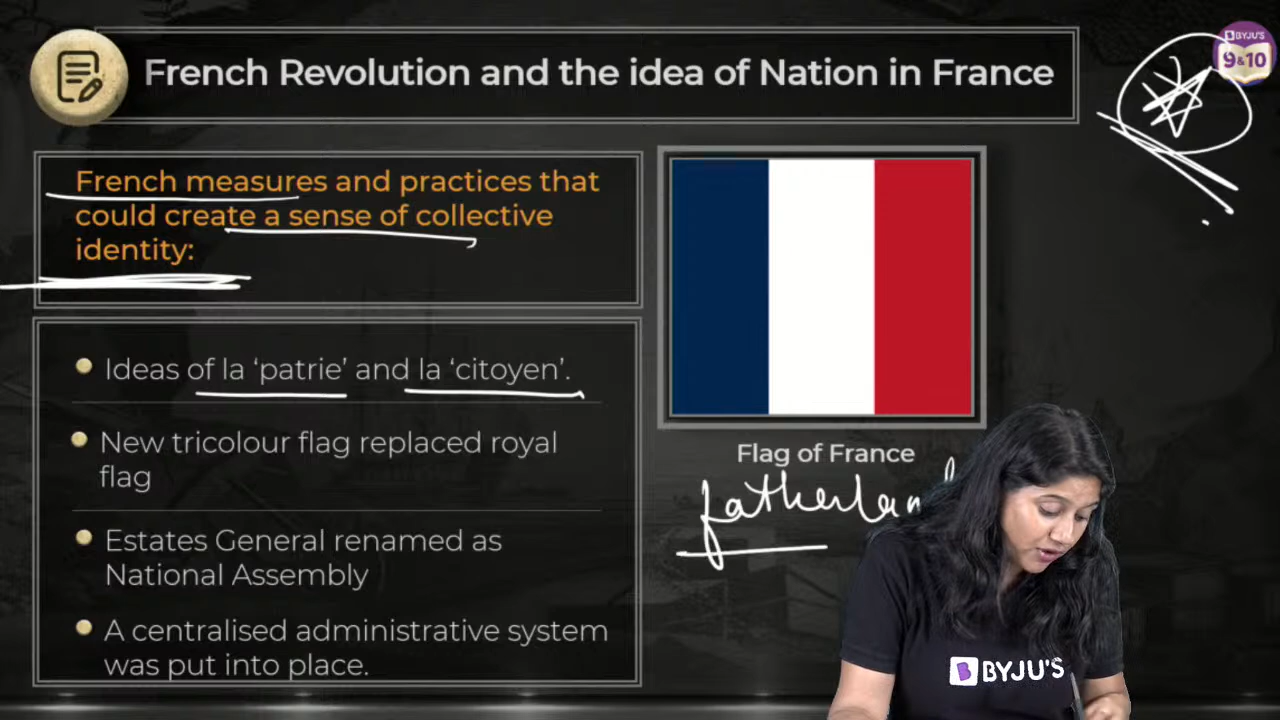 French Revolution and the idea of Nation in France
BYJU'S
9&10
French measures and practices that
could create a sense of collective
identity:
Ideas of la ‘patrie’ and la ‘citoyen’.
New tricolour flag replaced royal
flag
Estates General renamed as
National Assembly
A centralised administrative system
was put into place.
Flag of France
BYJU'S